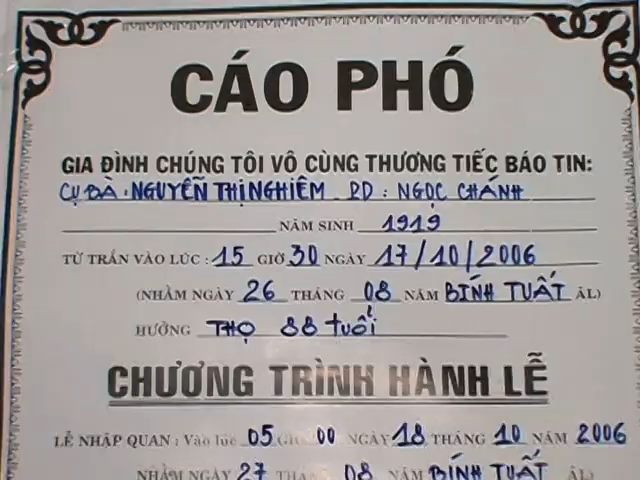 CÁO PHÓ
GIA ĐÌNH CHÚNG TÔI VÔ CÙNG THƯƠNG TIẾC BÁO TIN:
CỤ BÀ: NGUYỄN THỊ NGHIÊM PD: NGỌC CHÁNH
NĂM SINH 1919
TỪ TRẦN VÀO LÚC: 15 GIỜ 30 NGÀY 17/10/2006
(NHẰM NGÀY 26 THÁNG 08 NĂM BÍNH TUẤT ÂL)
HƯỞNG THỌ 88 tuổi
CHƯƠNG TRÌNH HÀNH LỄ
LỄ NHẬP QUAN: Vào lúc 05 GIỜ 00 NGÀY 18 THÁNG 10 NĂM 2006
NHẰM NGÀY 27 THÁNG 08 NĂM BÍNH TUẤT ÂL